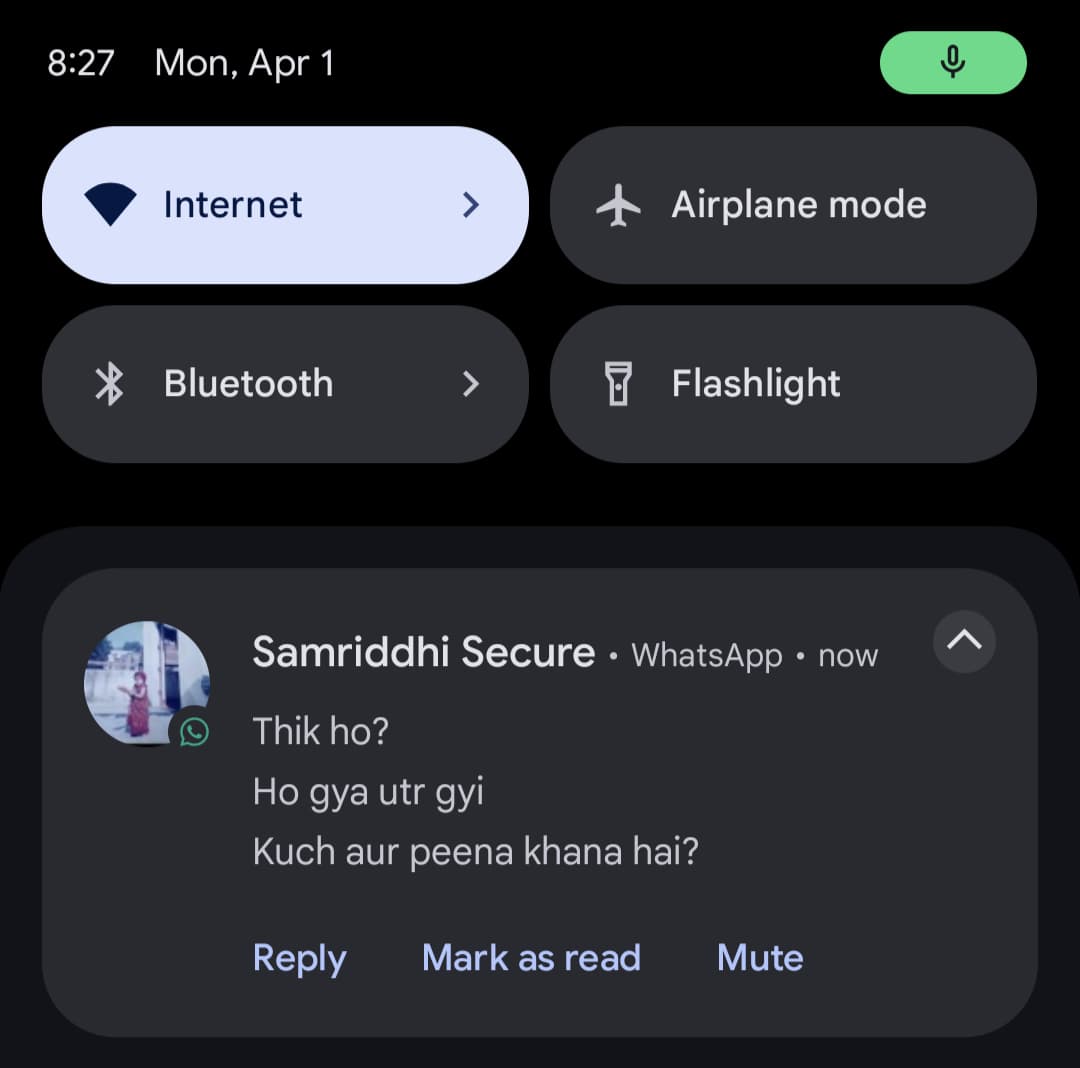 8:27 Mon, Apr 1
Internet
Airplane mode
Bluetooth
Flashlight
Samriddhi Secure • WhatsApp • now
Thik ho?
Ho gya utr gyi
Kuch aur peena khana hai?
Reply Mark as read Mute